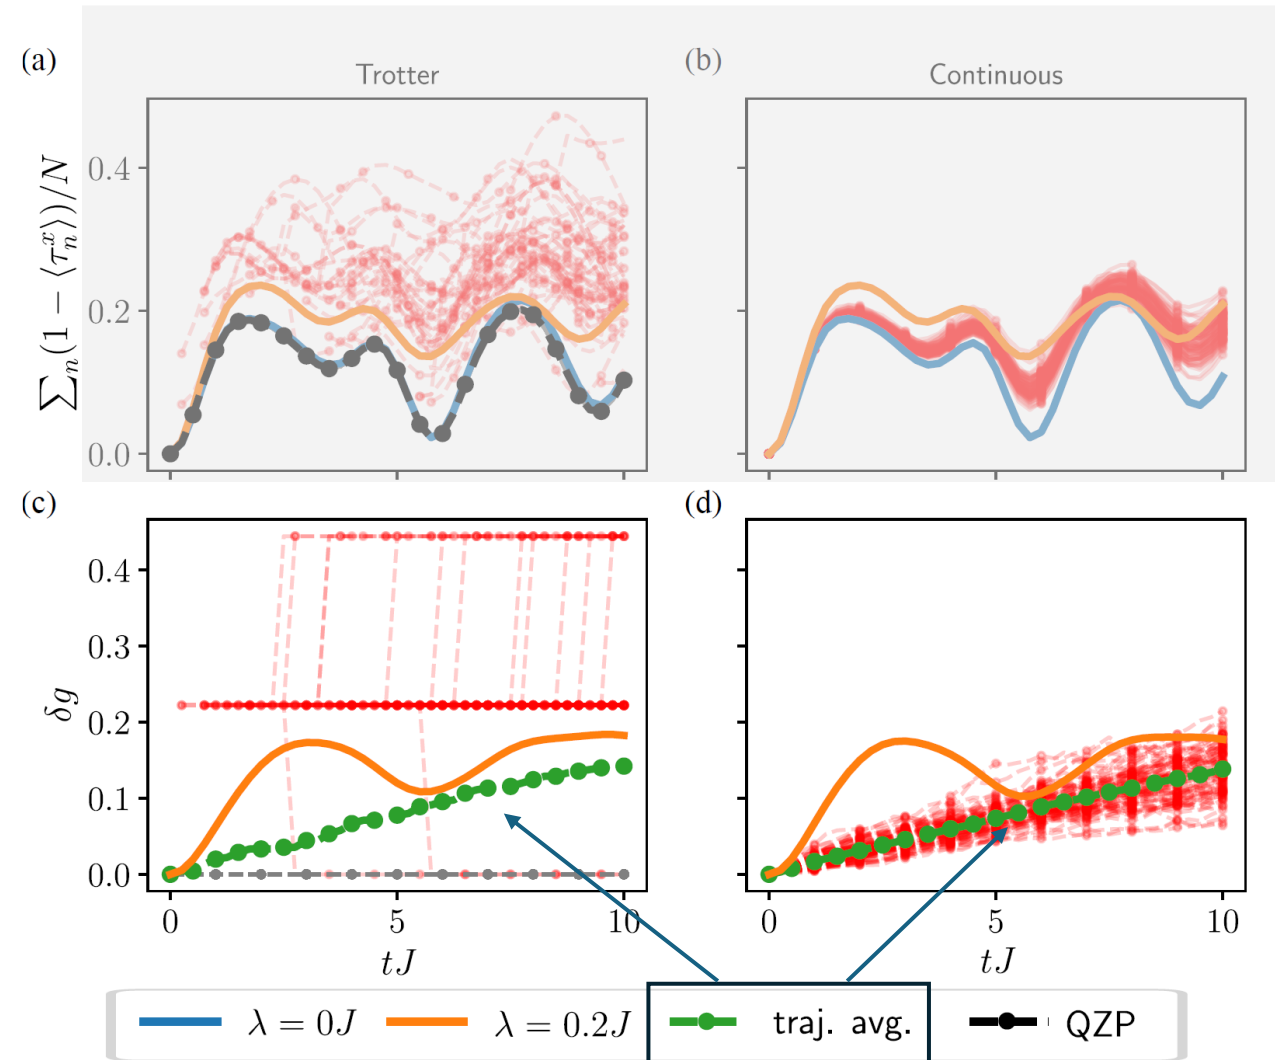 (a)
(b)
Trotter
Continuous
∑ₙ(1 − ⟨τₙˣ⟩)/N
0.4
0.2
0.0
(c)
(d)
δg
0.4
0.3
0.2
0.1
0.0
0 5 10
0 5 10
tJ
tJ
λ = 0J λ = 0.2J traj. avg. QZP